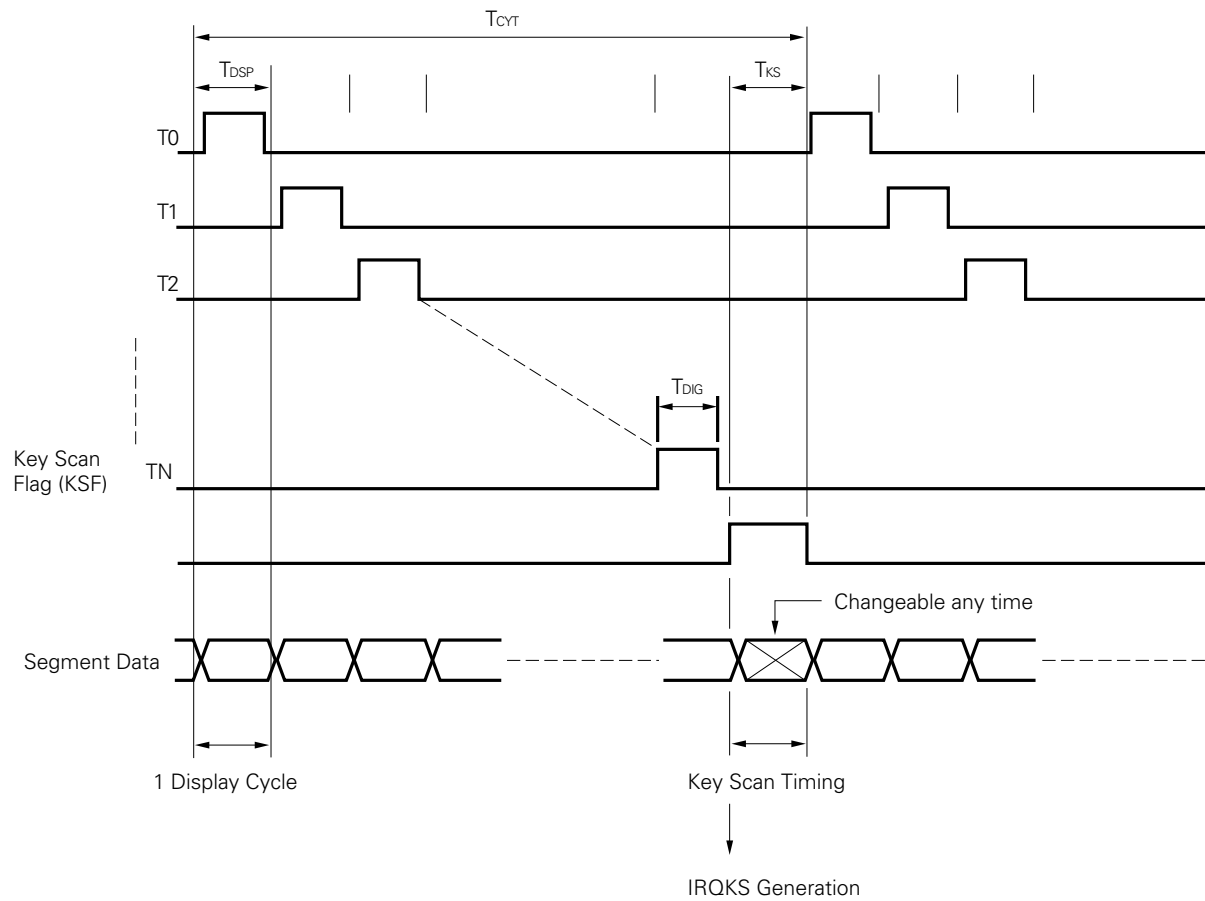 TCYT
TDSP
TKS
T0
T1
T2
TDIG
Key Scan
Flag (KSF)
TN
Changeable any time
Segment Data
1 Display Cycle
Key Scan Timing
IRQKS Generation